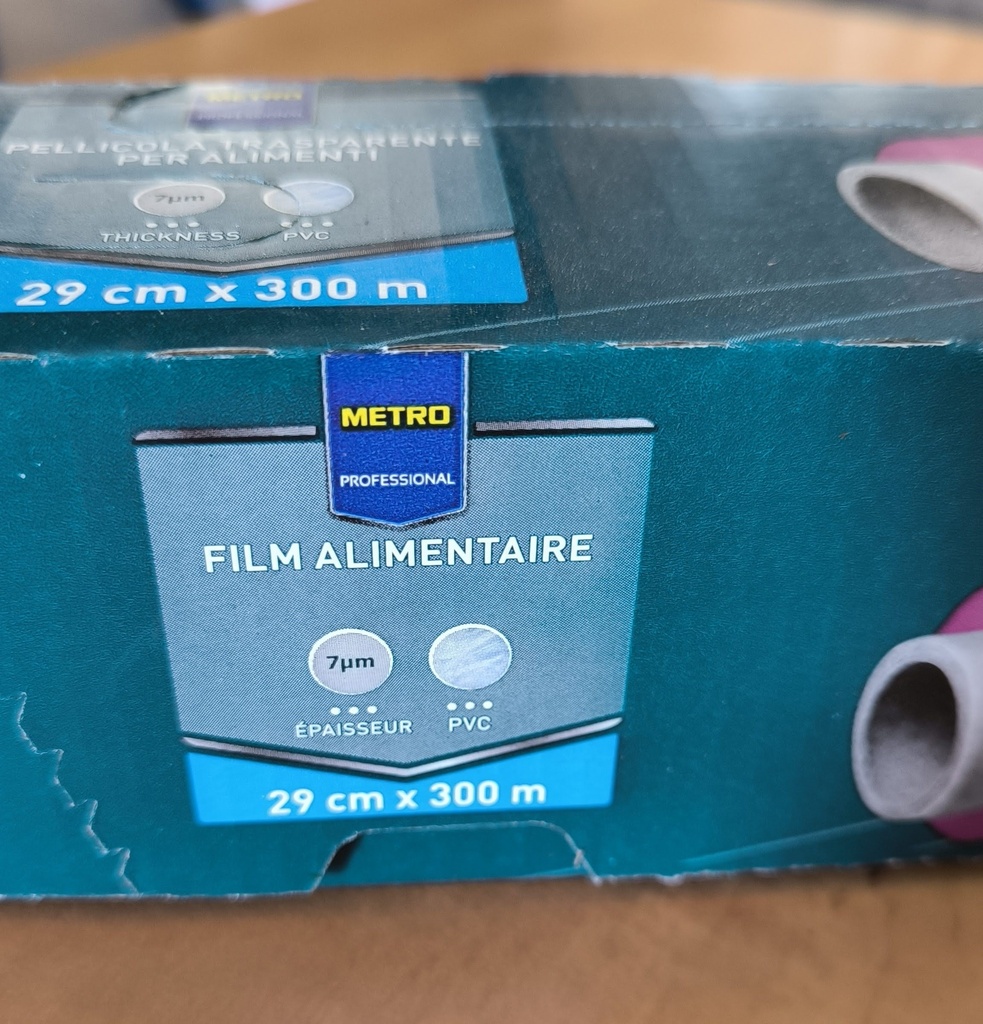 METRO
PELLICOLA TRASPARENTE
PER ALIMENTI
7µm
THICKNESS
PVC
29 cm x 300 m
METRO
PROFESSIONAL
FILM ALIMENTAIRE
7µm
ÉPAISSEUR
PVC
29 cm x 300 m